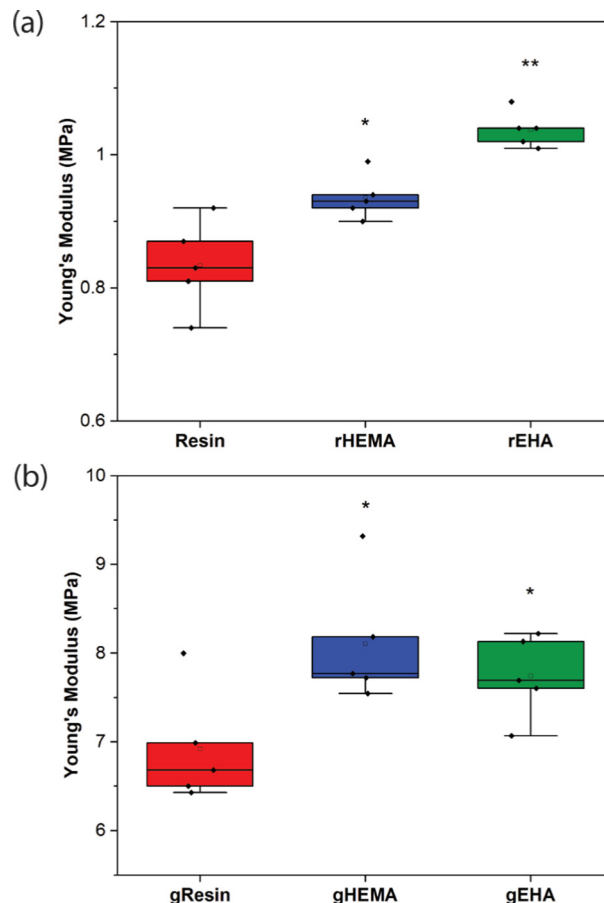 (a)
1.2
1
0.8
0.6
Young's Modulus (MPa)
*
**
Resin rHEMA rEHA
(b)
10
9
8
7
6
Young's Modulus (MPa)
*
*
gResin gHEMA gEHA